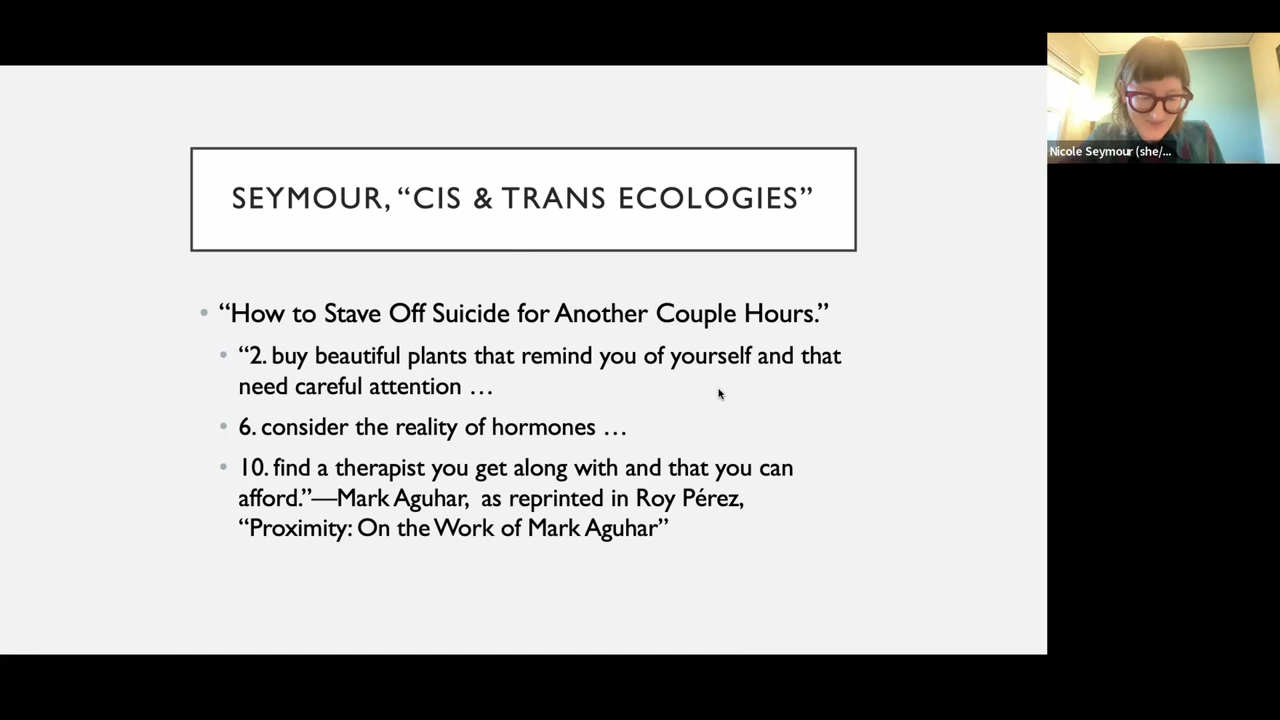 SEYMOUR, “CIS & TRANS ECOLOGIES”
“How to Stave Off Suicide for Another Couple Hours.”
“2. buy beautiful plants that remind you of yourself and that
need careful attention …
6. consider the reality of hormones …
10. find a therapist you get along with and that you can
afford.”—Mark Aguhar,  as reprinted in Roy Pérez,
“Proximity: On the Work of Mark Aguhar”
Nicole Seymour (she/...